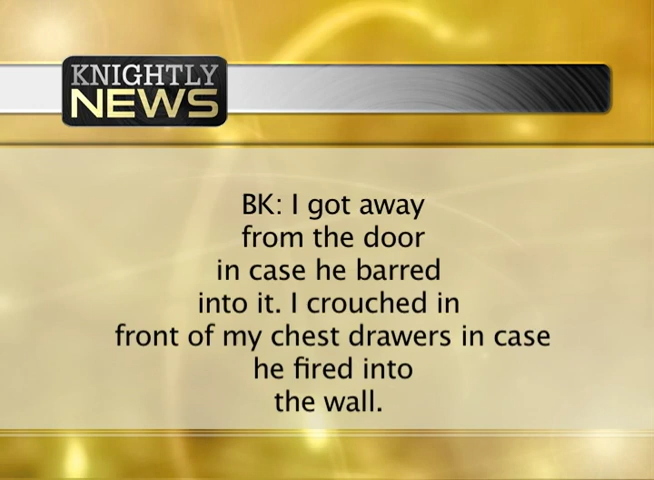 KNIGHTLY
NEWS
BK: I got away
from the door
in case he barred
into it. I crouched in
front of my chest drawers in case
he fired into
the wall.